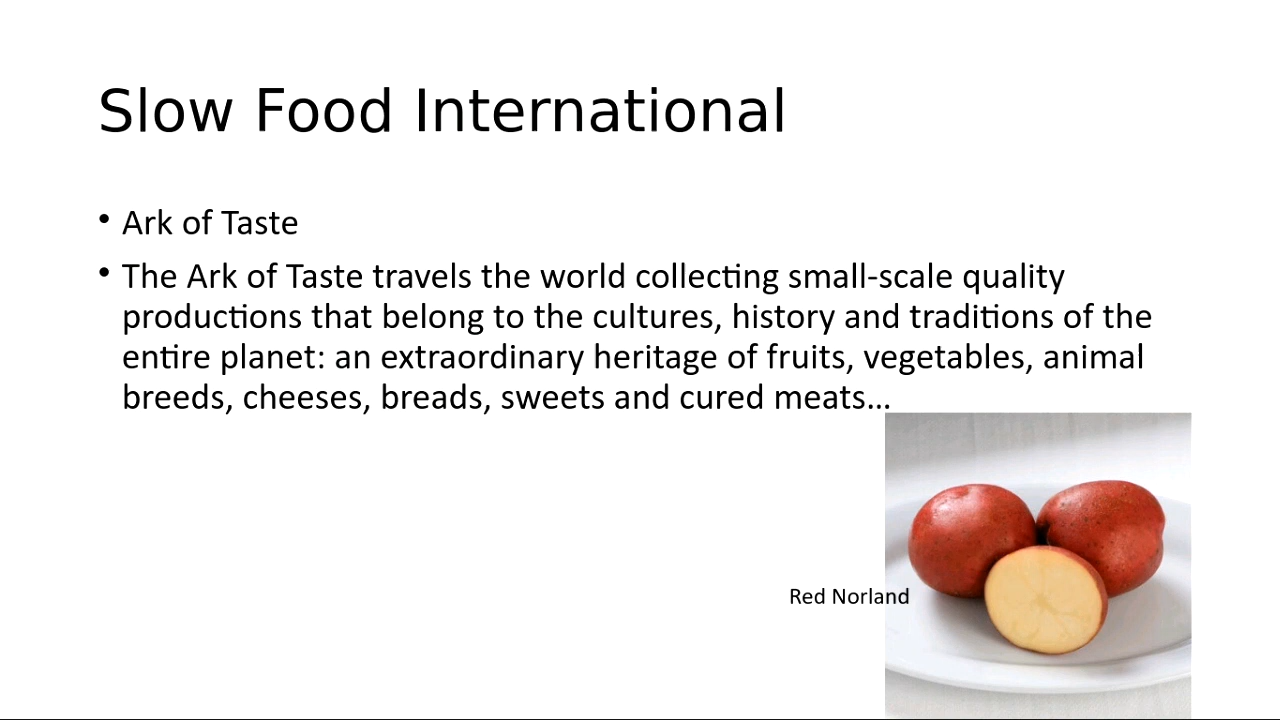 Slow Food International
• Ark of Taste
• The Ark of Taste travels the world collecting small-scale quality
productions that belong to the cultures, history and traditions of the
entire planet: an extraordinary heritage of fruits, vegetables, animal
breeds, cheeses, breads, sweets and cured meats…
Red Norland